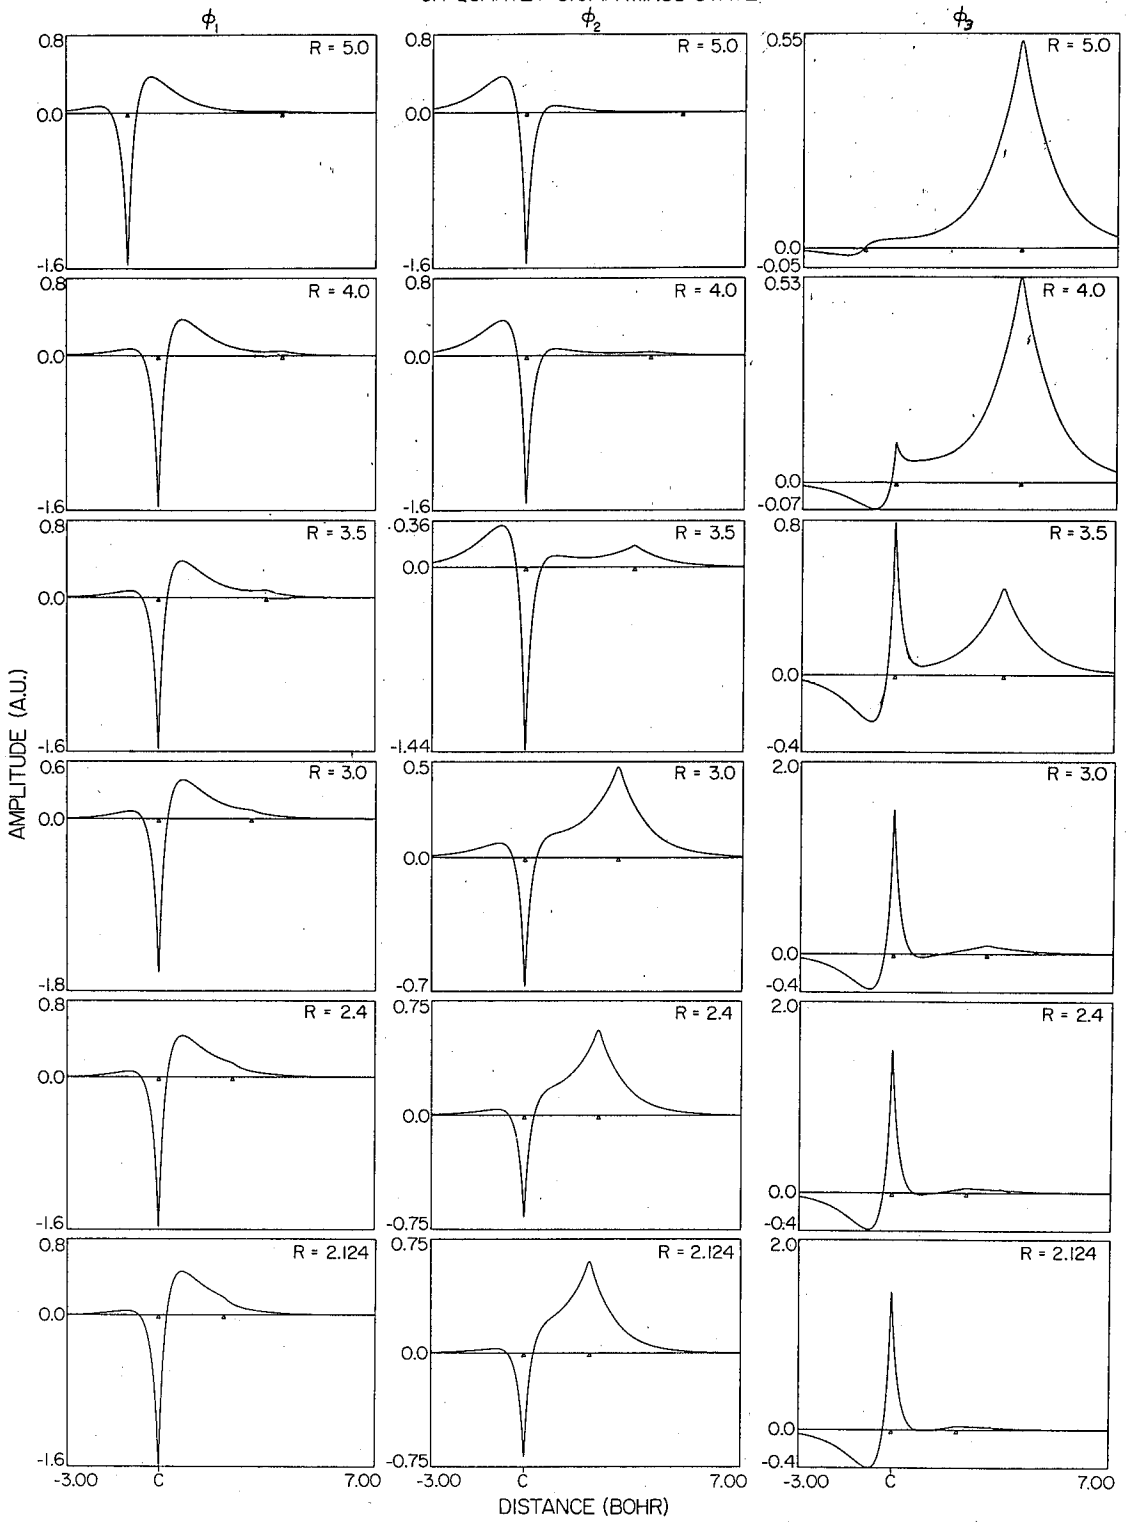 ϕ₁ ϕ₂ ϕ₃
0.8 R = 5.0 0.8 R = 5.0 0.55 R = 5.0
0.0 0.0 0.0
-1.6 -1.6 -0.05
0.8 R = 4.0 0.8 R = 4.0 0.53 R = 4.0
0.0 0.0 0.0
-1.6 -1.6 -0.07
0.8 R = 3.5 0.36 R = 3.5 0.8 R = 3.5
0.0 0.0 0.0
-1.6 -1.44 -0.4
AMPLITUDE (A.U.)
0.6 R = 3.0 0.5 R = 3.0 2.0 R = 3.0
0.0 0.0 0.0
-1.8 -0.7 -0.4
0.8 R = 2.4 0.75 R = 2.4 2.0 R = 2.4
0.0 0.0 0.0
-1.6 -0.75 -0.4
0.8 R = 2.124 0.75 R = 2.124 2.0 R = 2.124
0.0 0.0 0.0
-1.6 -0.75 -0.4
-3.00 C 7.00 -3.00 C 7.00 -3.00 C 7.00
DISTANCE (BOHR)